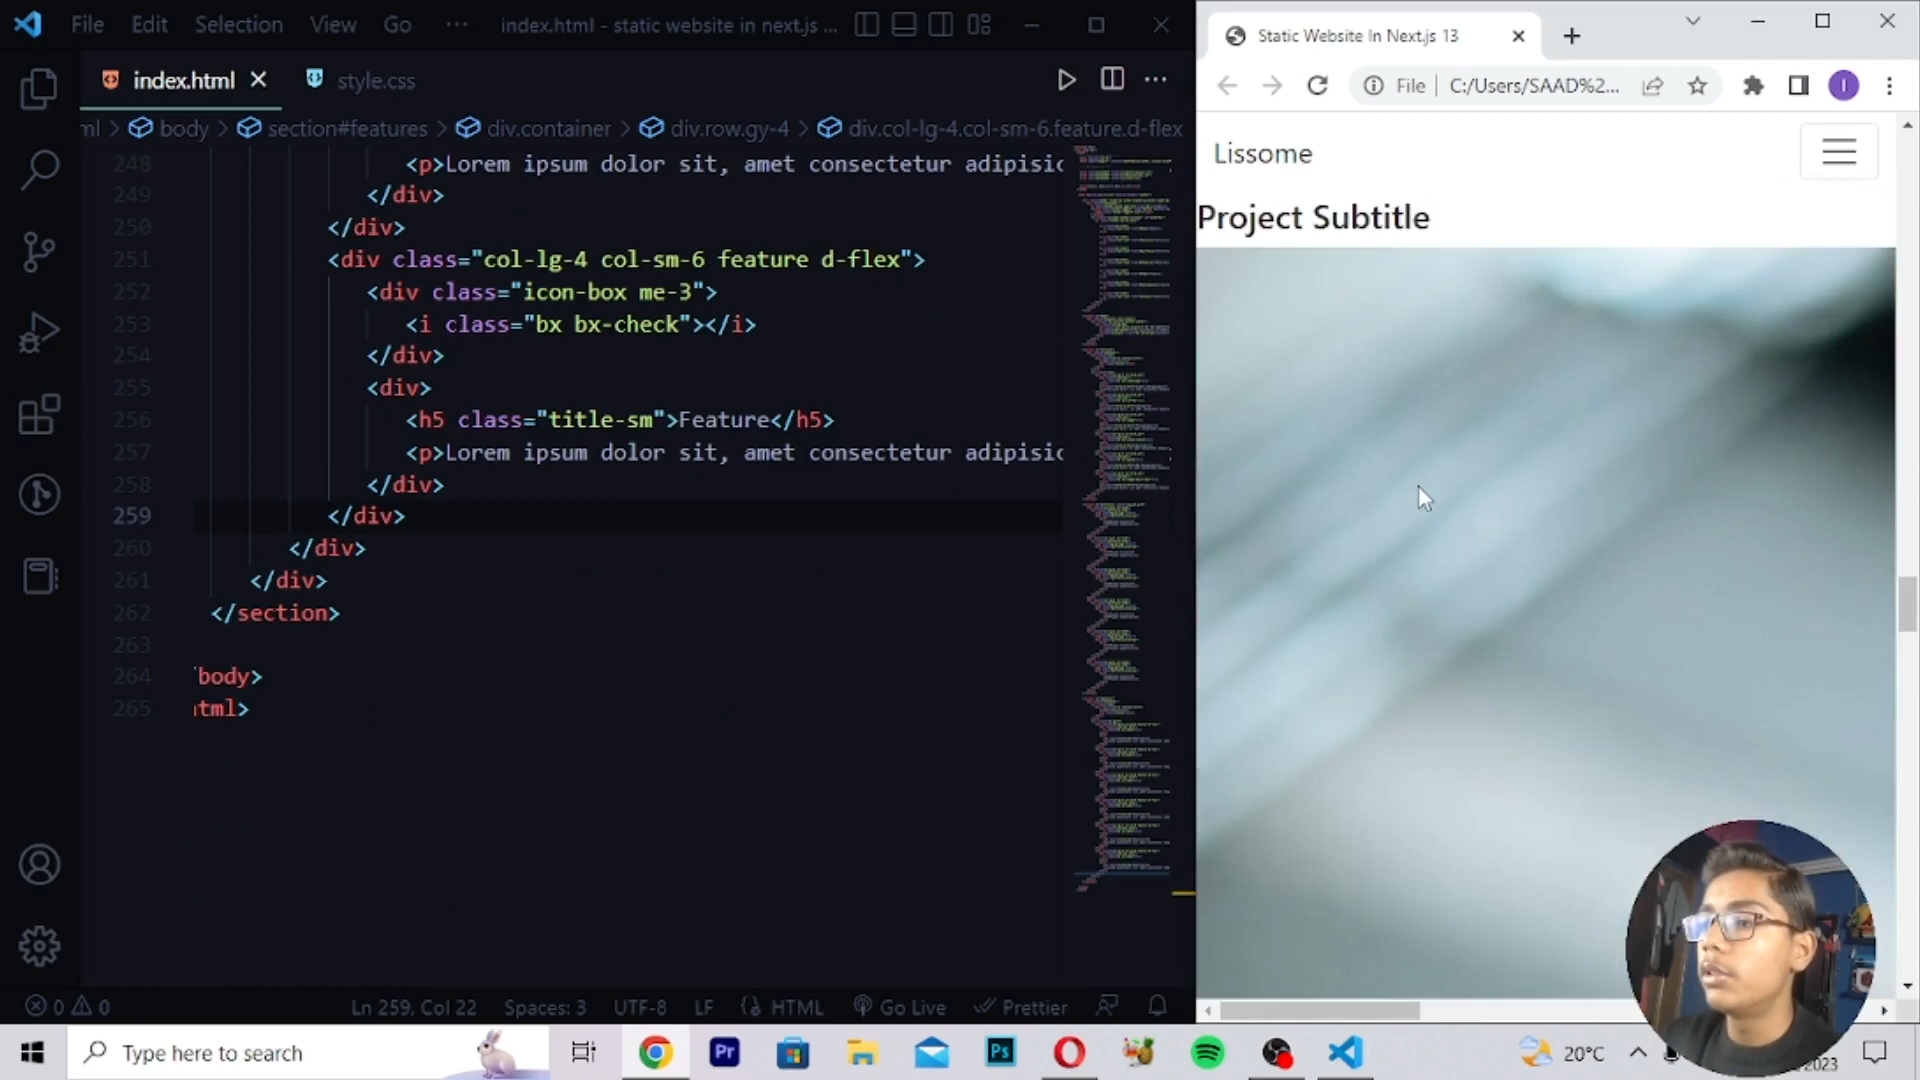 File Edit Selection View Go ··· index.html - static website in next.js ...
index.html style.css
ml > body > section#features > div.container > div.row.gy-4 > div.col-lg-4.col-sm-6.feature.d-flex
248 <p>Lorem ipsum dolor sit, amet consectetur adipisic
249 </div>
250 </div>
251 <div class="col-lg-4 col-sm-6 feature d-flex">
252 <div class="icon-box me-3">
253 <i class="bx bx-check"></i>
254 </div>
255 <div>
256 <h5 class="title-sm">Feature</h5>
257 <p>Lorem ipsum dolor sit, amet consectetur adipisic
258 </div>
259 </div>
260 </div>
261 </div>
262 </section>
263
264 body>
265 tml>
0 0 Ln 259, Col 22 Spaces: 3 UTF-8 LF {} HTML Go Live Prettier
Static Website In Next.js 13
File C:/Users/SAAD%2... I
Lissome
Project Subtitle
Type here to search
Pr Ps 20°C
2023